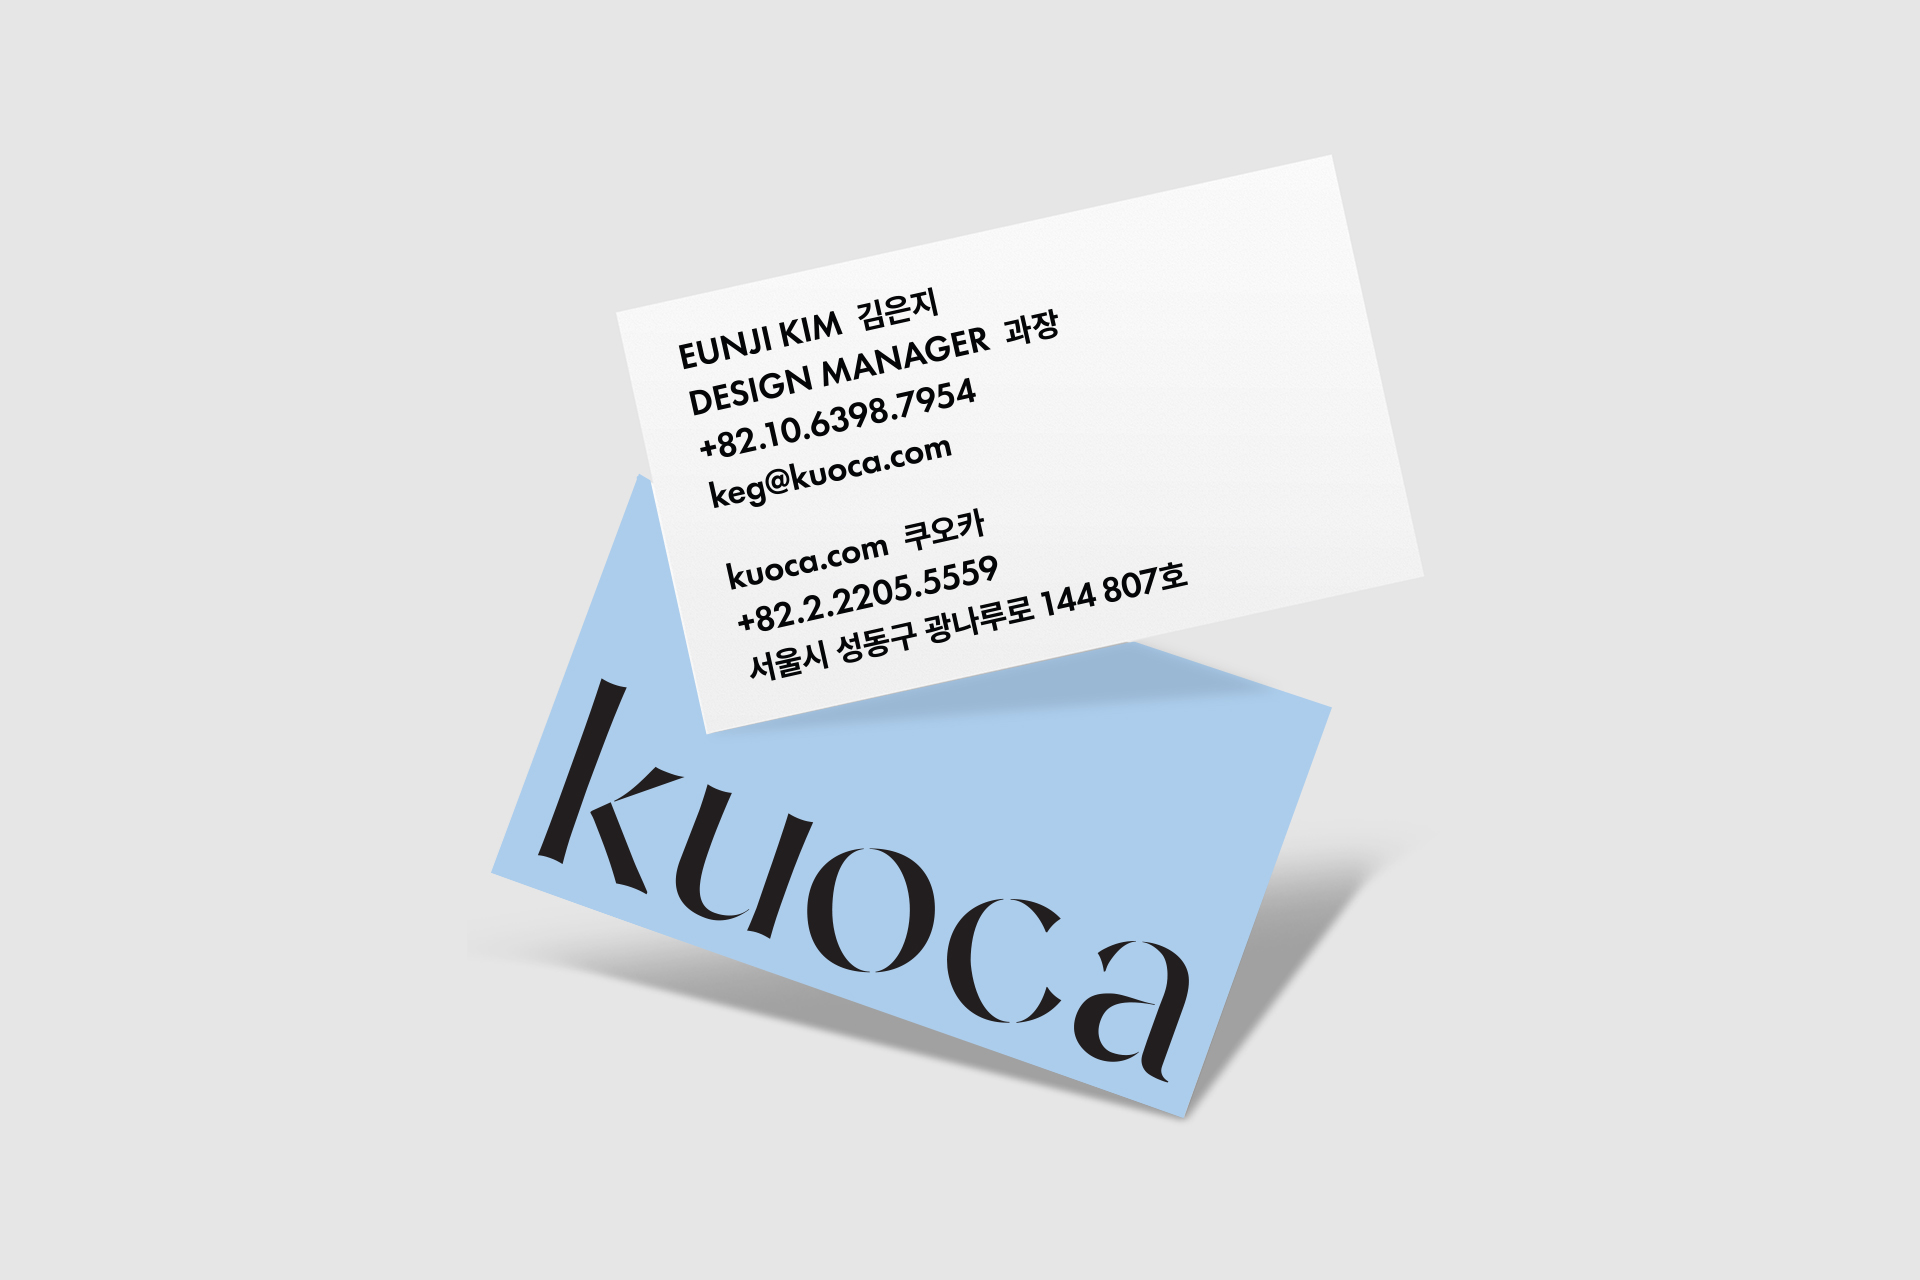 EUNJI KIM 김은지
DESIGN MANAGER 과장
+82.10.6398.7954
keg@kuoca.com
kuoca.com 쿠오카
+82.2.2205.5559
서울시 성동구 광나루로 144 807호
kuoca